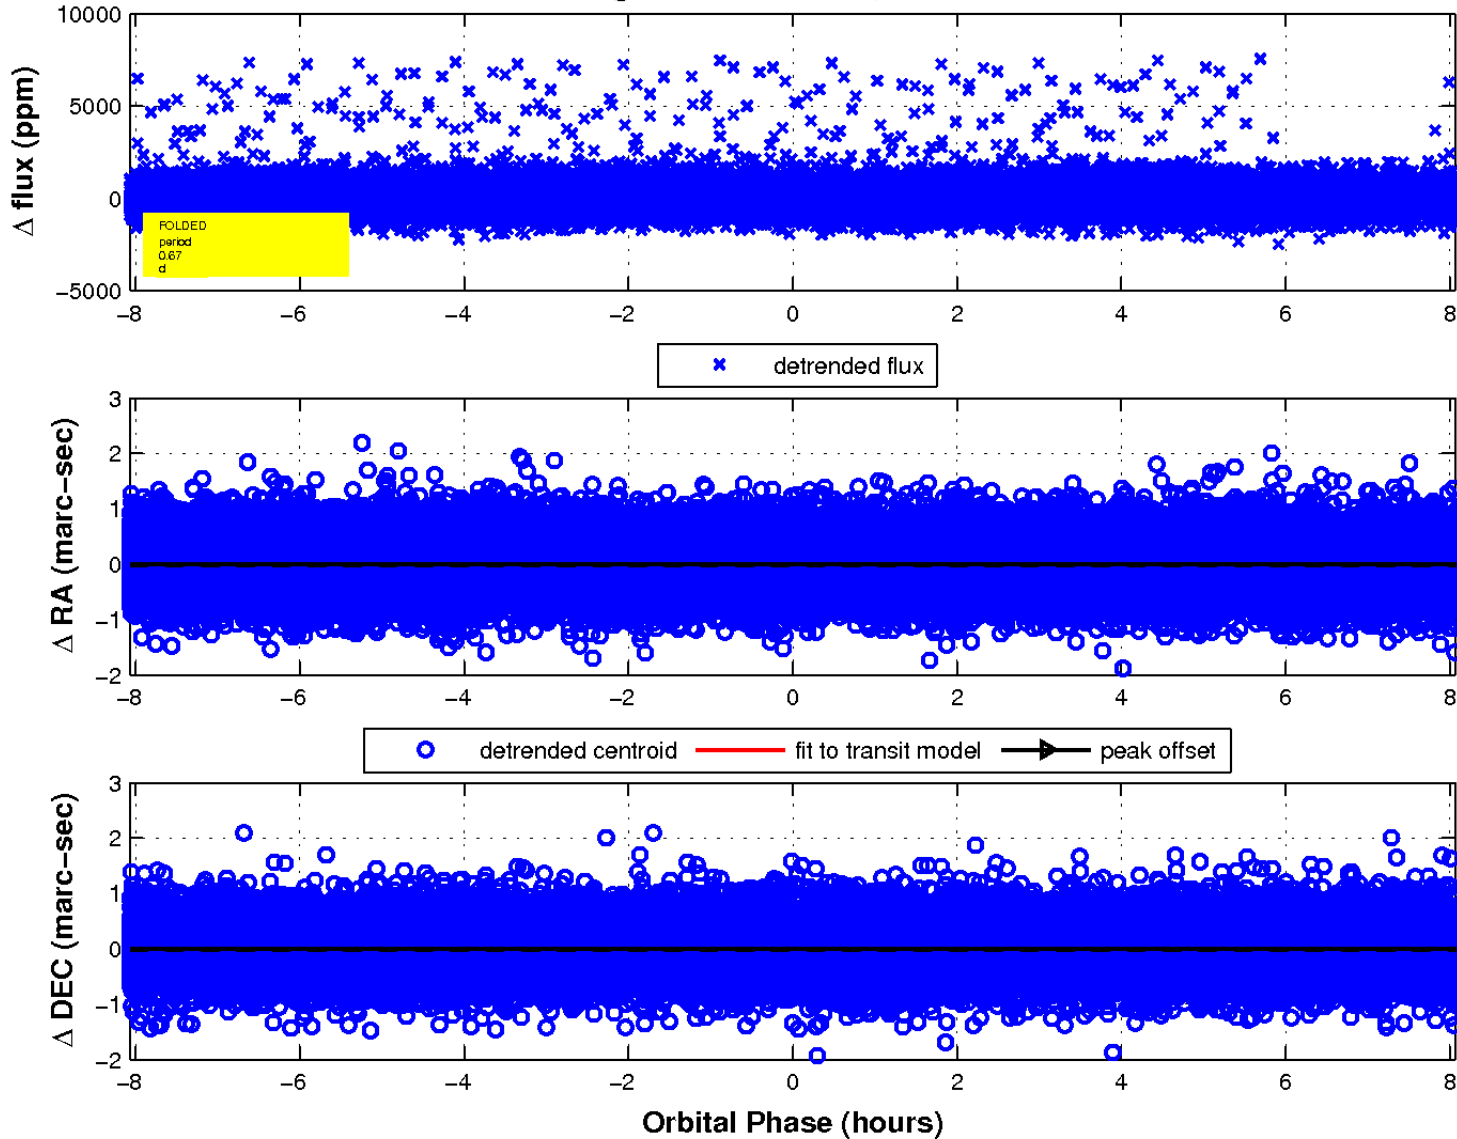 10000
5000
0
−5000
Δ flux (ppm)
FOLDED
period
0.67
d
−8 −6 −4 −2 0 2 4 6 8
detrended flux
3
2
1
0
−1
−2
Δ RA (marc−sec)
−8 −6 −4 −2 0 2 4 6 8
detrended centroid fit to transit model peak offset
3
2
1
0
−1
−2
Δ DEC (marc−sec)
−8 −6 −4 −2 0 2 4 6 8
Orbital Phase (hours)